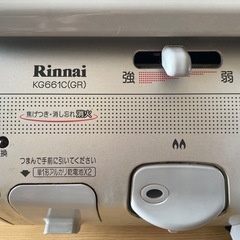 Rinnai
KG661C(GR)
強 弱
焦げつき・消し忘れ消火
換
つまんで手前に引いてください
単1形アルカリ乾電池X2